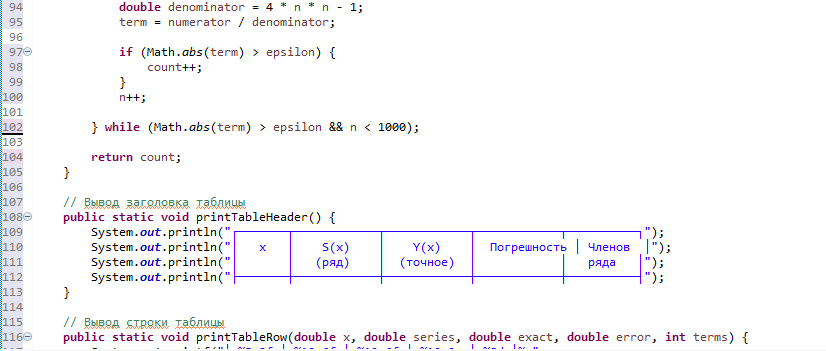 94 double denominator = 4 * n * n - 1;
95 term = numerator / denominator;
96
97 if (Math.abs(term) > epsilon) {
98 count++;
99 }
100 n++;
101
102 } while (Math.abs(term) > epsilon && n < 1000);
103
104 return count;
105 }
106
107 // Вывод заголовка таблицы
108 public static void printTableHeader() {
109 System.out.println("┌────────┬────────────┬────────────┬────────────┬──────────┐");
110 System.out.println("│ x │ S(x) │ Y(x) │ Погрешность │ Членов │");
111 System.out.println("│ │ (ряд) │ (точное) │ │ ряда │");
112 System.out.println("├────────┼────────────┼────────────┼────────────┼──────────┤");
113 }
114
115 // Вывод строки таблицы
116 public static void printTableRow(double x, double series, double exact, double error, int terms) {